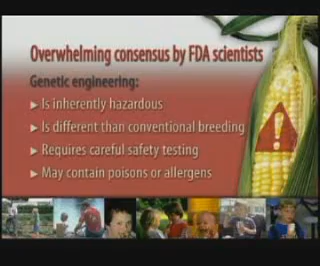 Overwhelming consensus by FDA scientists
Genetic engineering:
▸ Is inherently hazardous
▸ Is different than conventional breeding
▸ Requires careful safety testing
▸ May contain poisons or allergens
!